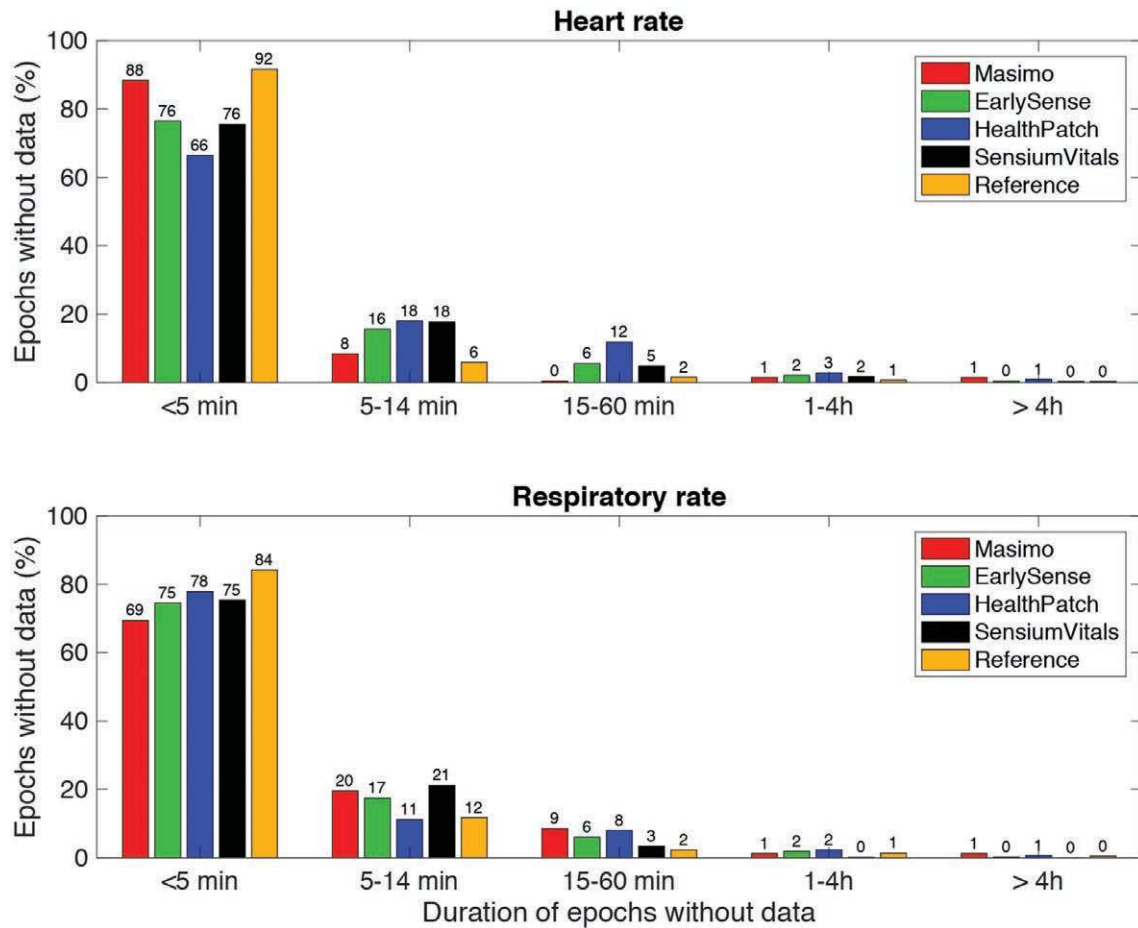 Heart rate
Epochs without data (%)
100
80
60
40
20
0
88 76 66 76 92
8 16 18 18 6
0 6 12 5 2
1 2 3 2 1
1 0 1 0 0
Masimo
EarlySense
HealthPatch
SensiumVitals
Reference
<5 min 5-14 min 15-60 min 1-4h > 4h
Respiratory rate
Epochs without data (%)
100
80
60
40
20
0
69 75 78 75 84
20 17 11 21 12
9 6 8 3 2
1 2 2 0 1
1 0 1 0 0
Masimo
EarlySense
HealthPatch
SensiumVitals
Reference
<5 min 5-14 min 15-60 min 1-4h > 4h
Duration of epochs without data